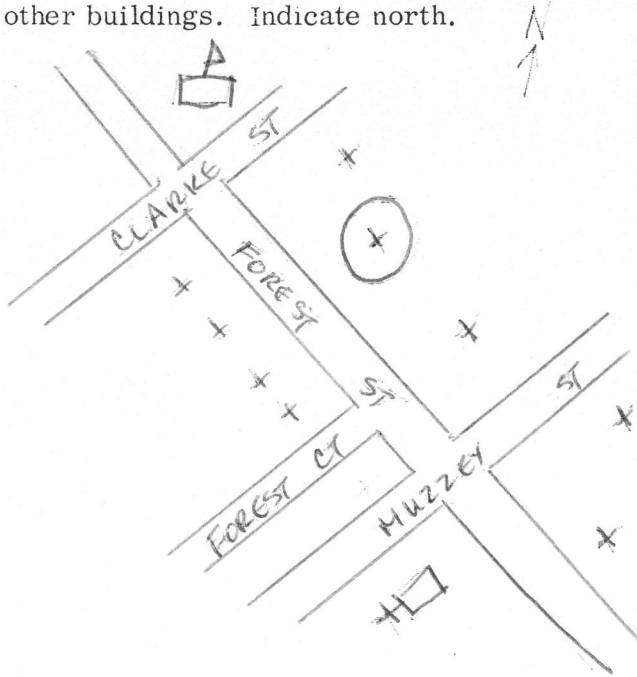 other buildings. Indicate north.
N
CLARKE ST
FOREST ST
FOREST CT
MUZZEY ST